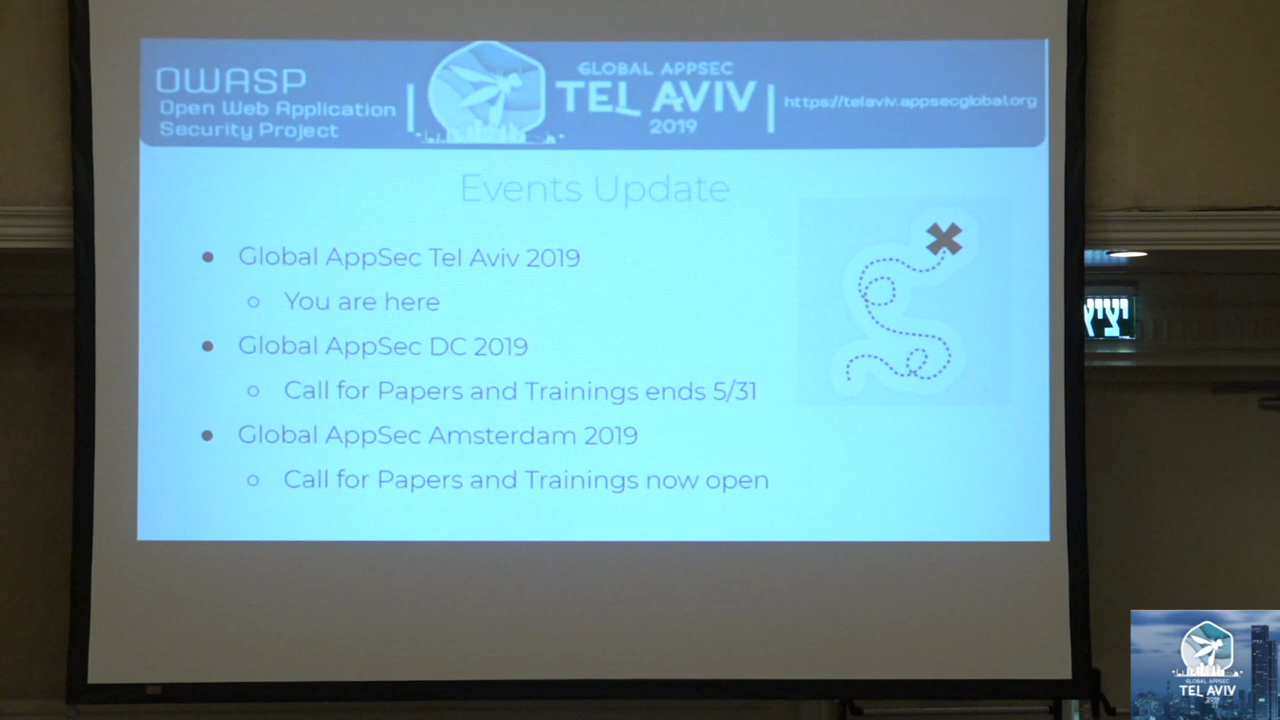 OWASP
Open Web Application
Security Project
GLOBAL APPSEC
TEL AVIV
2019
https://telaviv.appsecglobal.org
Events Update
● Global AppSec Tel Aviv 2019
○ You are here
● Global AppSec DC 2019
○ Call for Papers and Trainings ends 5/31
● Global AppSec Amsterdam 2019
○ Call for Papers and Trainings now open
GLOBAL APPSEC
TEL AVIV
2019